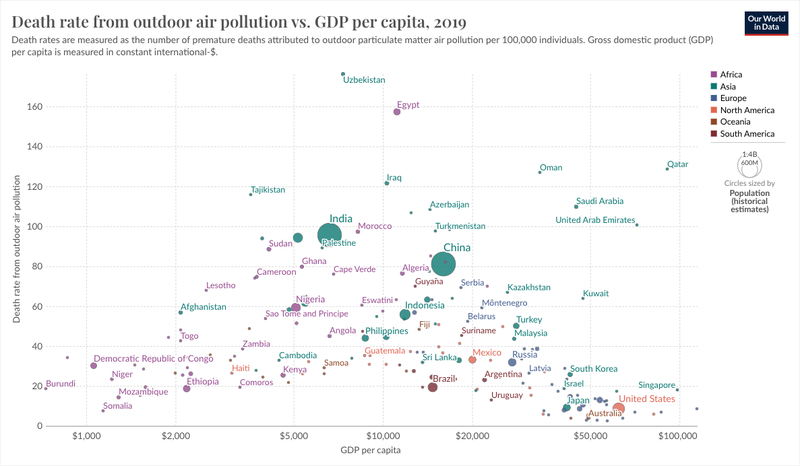 Death rate from outdoor air pollution vs. GDP per capita, 2019
Our World
in Data
Death rates are measured as the number of premature deaths attributed to outdoor particulate matter air pollution per 100,000 individuals. Gross domestic product (GDP)
per capita is measured in constant international-$.
Africa
Asia
Europe
North America
Oceania
South America
1:4B
600M
Circles sized by
Population
(historical
estimates)
Death rate from outdoor air pollution
160
140
120
100
80
60
40
20
0
Uzbekistan
Egypt
Oman
Qatar
Iraq
Tajikistan
Saudi Arabia
Azerbaijan
India
United Arab Emirates
Morocco
Turkmenistan
Sudan
Palestine
China
Ghana
Cape Verde
Algeria
Cameroon
Guyana
Serbia
Lesotho
Kazakhstan
Kuwait
Nigeria
Eswatini
Montenegro
Afghanistan
Indonesia
Sao Tome and Principe
Belarus
Turkey
Fiji
Togo
Angola
Philippines
Suriname
Malaysia
Zambia
Guatemala
Mexico
Democratic Republic of Congo
Cambodia
Sri Lanka
Russia
Haiti
Samoa
Kenya
Latvia
South Korea
Niger
Argentina
Burundi
Ethiopia
Comoros
Brazil
Israel
Singapore
Mozambique
Uruguay
Japan
United States
Somalia
Australia
$1,000
$2,000
$5,000
$10,000
$20,000
$50,000
$100,000
GDP per capita